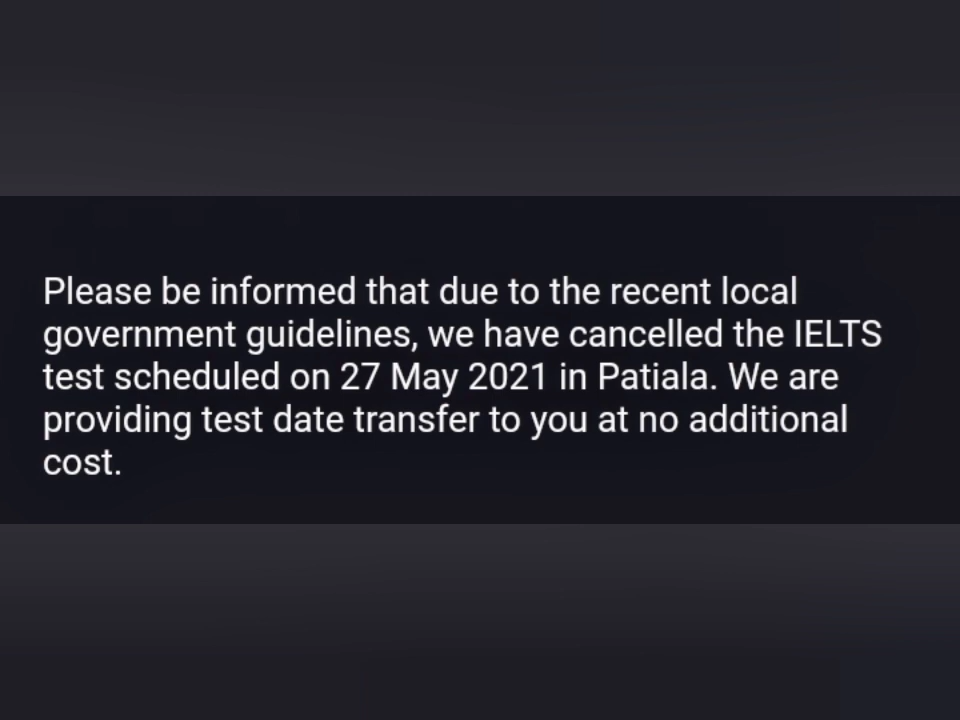 Please be informed that due to the recent local
government guidelines, we have cancelled the IELTS
test scheduled on 27 May 2021 in Patiala. We are
providing test date transfer to you at no additional
cost.